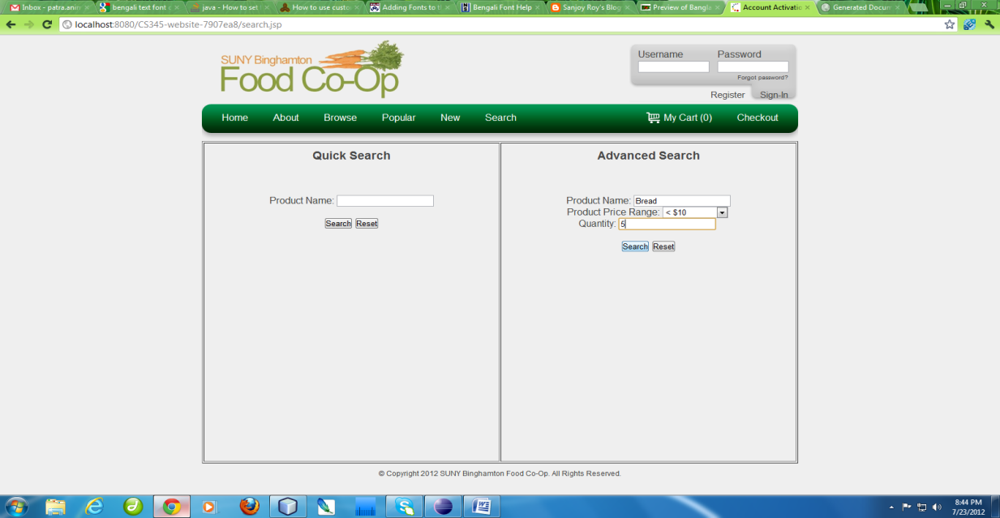 Inbox - patra.anim
bengali text font c
java - How to set
How to use custo
Adding Fonts to t
Bengali Font Help
Sanjoy Roy's Blog
Preview of Bangla
Account Activatio
Generated Docum
localhost:8080/CS345-website-7907ea8/search.jsp
SUNY Binghamton
Food Co-Op
Username Password
Forgot password?
Register Sign-In
Home About Browse Popular New Search My Cart (0) Checkout
Quick Search
Product Name:
Search Reset
Advanced Search
Product Name: Bread
Product Price Range: < $10
Quantity: 5
Search Reset
© Copyright 2012 SUNY Binghamton Food Co-Op. All Rights Reserved.
8:44 PM
7/23/2012